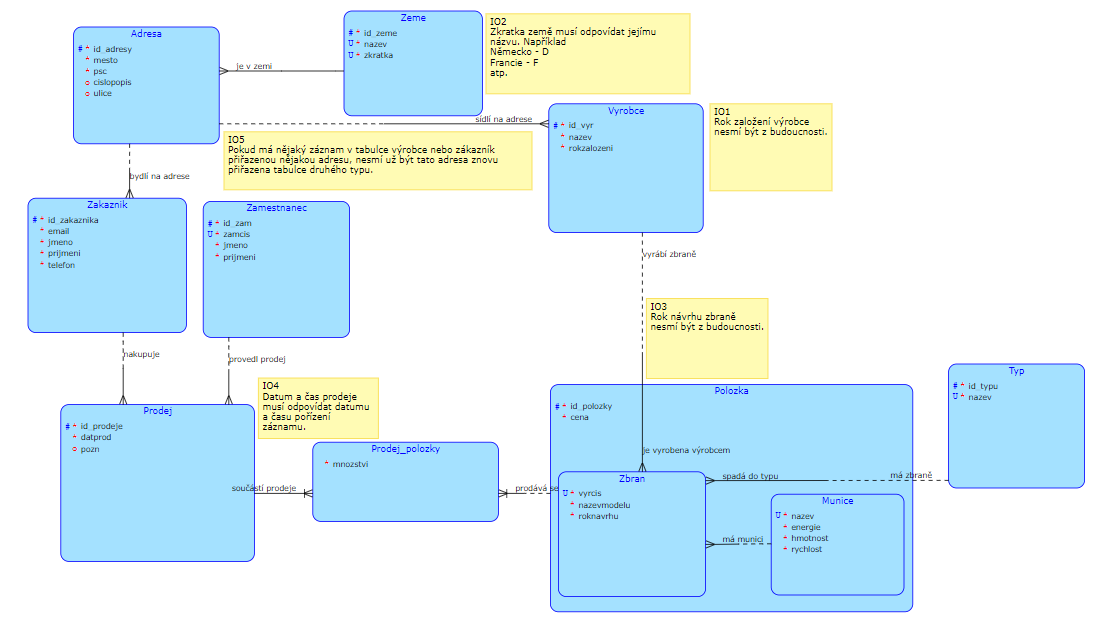 Adresa
# * id_adresy
* mesto
* psc
o cislopopis
o ulice
Zeme
# * id_zeme
U * nazev
U * zkratka
IO2
Zkratka země musí odpovídat jejímu
názvu. Například
Německo - D
Francie - F
atp.
je v zemi
sídlí na adrese
Vyrobce
# * id_vyr
* nazev
* rokzalozeni
IO1
Rok založení výrobce
nesmí být z budoucnosti.
IO5
Pokud má nějaký záznam v tabulce výrobce nebo zákazník
přiřazenou nějakou adresu, nesmí už být tato adresa znovu
přiřazena tabulce druhého typu.
bydlí na adrese
Zakaznik
# * id_zakaznika
* email
* jmeno
* prijmeni
* telefon
Zamestnanec
# * id_zam
U * zamcis
* jmeno
* prijmeni
vyrábí zbraně
IO3
Rok návrhu zbraně
nesmí být z budoucnosti.
nakupuje
provedl prodej
IO4
Datum a čas prodeje
musí odpovídat datumu
a času pořízení
záznamu.
Prodej
# * id_prodeje
* datprod
o pozn
součástí prodeje
Prodej_polozky
* mnozstvi
prodává se
Polozka
# * id_polozky
* cena
je vyrobena výrobcem
Zbran
U * vyrcis
* nazevmodelu
* roknavrhu
spadá do typu
má zbraně
Typ
# * id_typu
U * nazev
má munici
Munice
U * nazev
* energie
* hmotnost
* rychlost